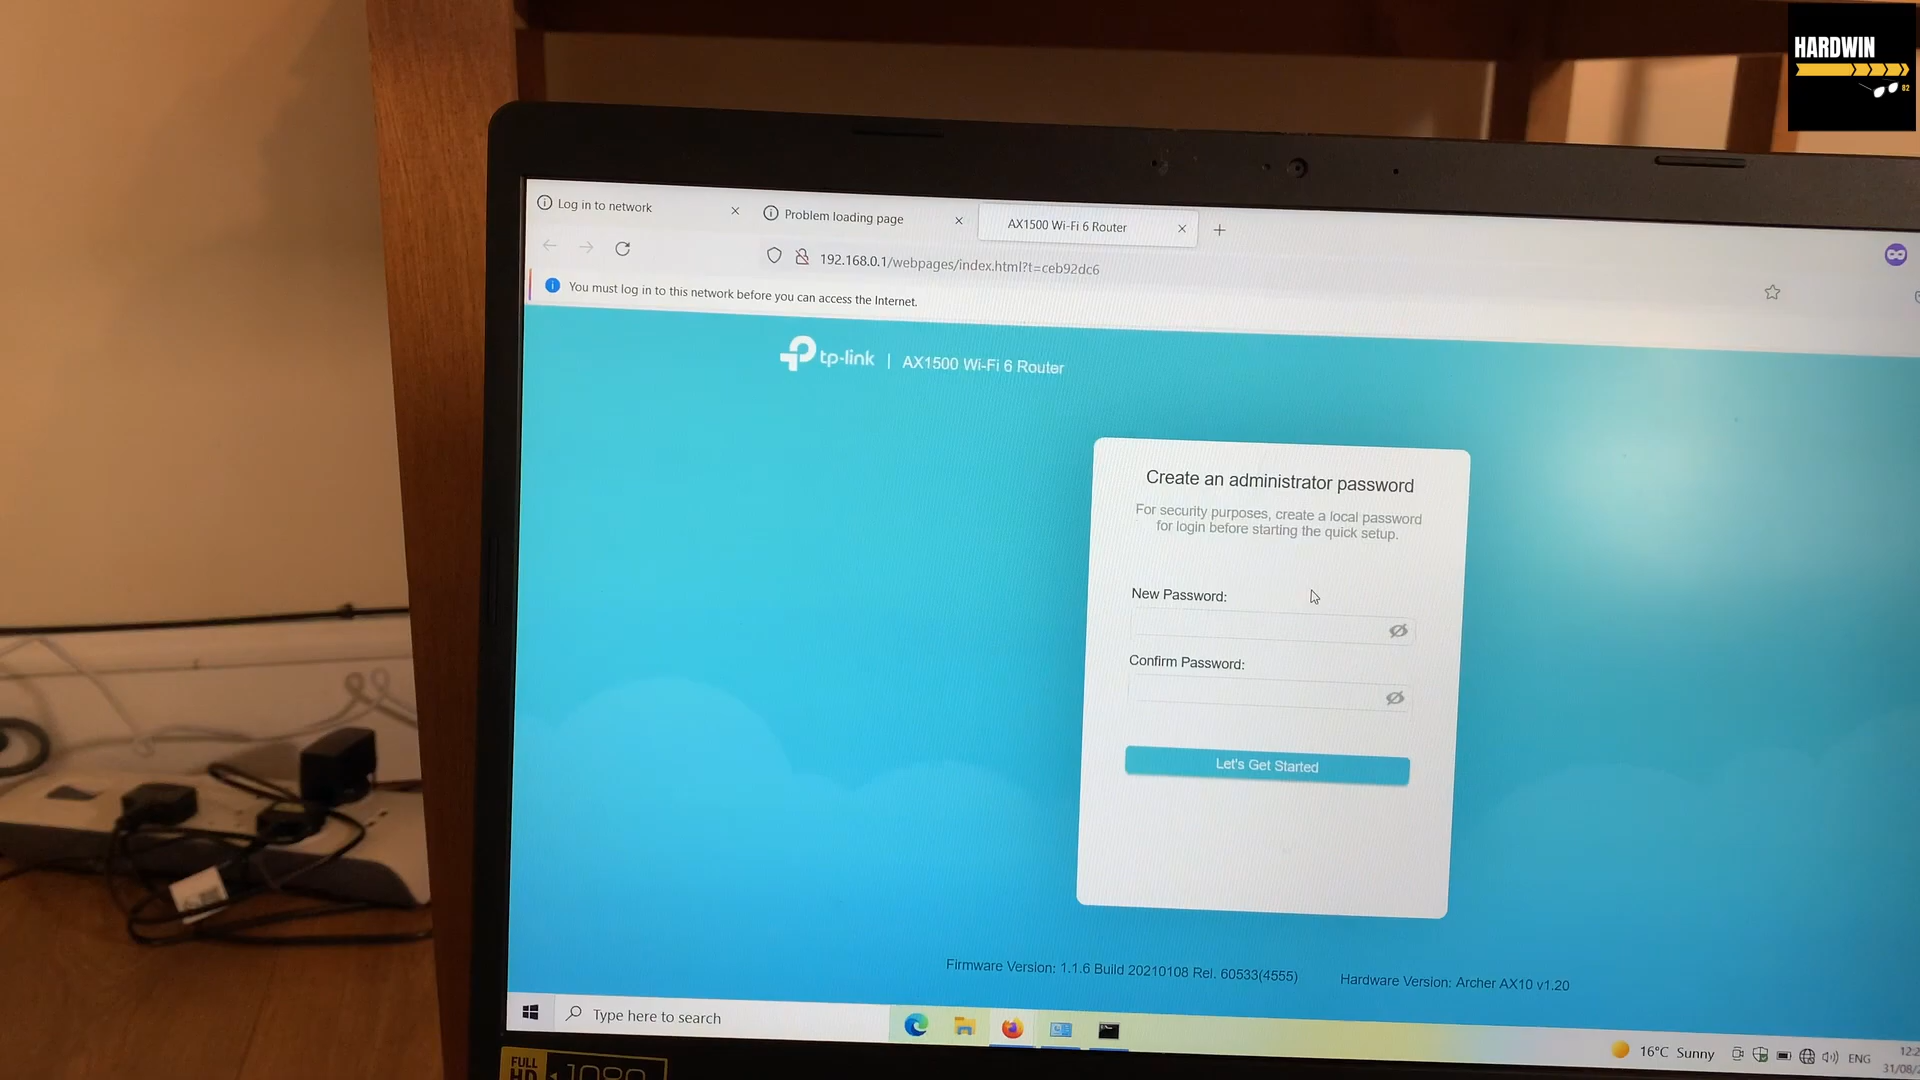 HARDWIN
82
Log in to network
Problem loading page
AX1500 Wi-Fi 6 Router
192.168.0.1/webpages/index.html?t=ceb92dc6
You must log in to this network before you can access the Internet.
tp-link | AX1500 Wi-Fi 6 Router
Create an administrator password
For security purposes, create a local password
for login before starting the quick setup.
New Password:
Confirm Password:
Let's Get Started
Firmware Version: 1.1.6 Build 20210108 Rel. 60533(4555)
Hardware Version: Archer AX10 v1.20
Type here to search
16°C Sunny
ENG
FULL
HD
1080